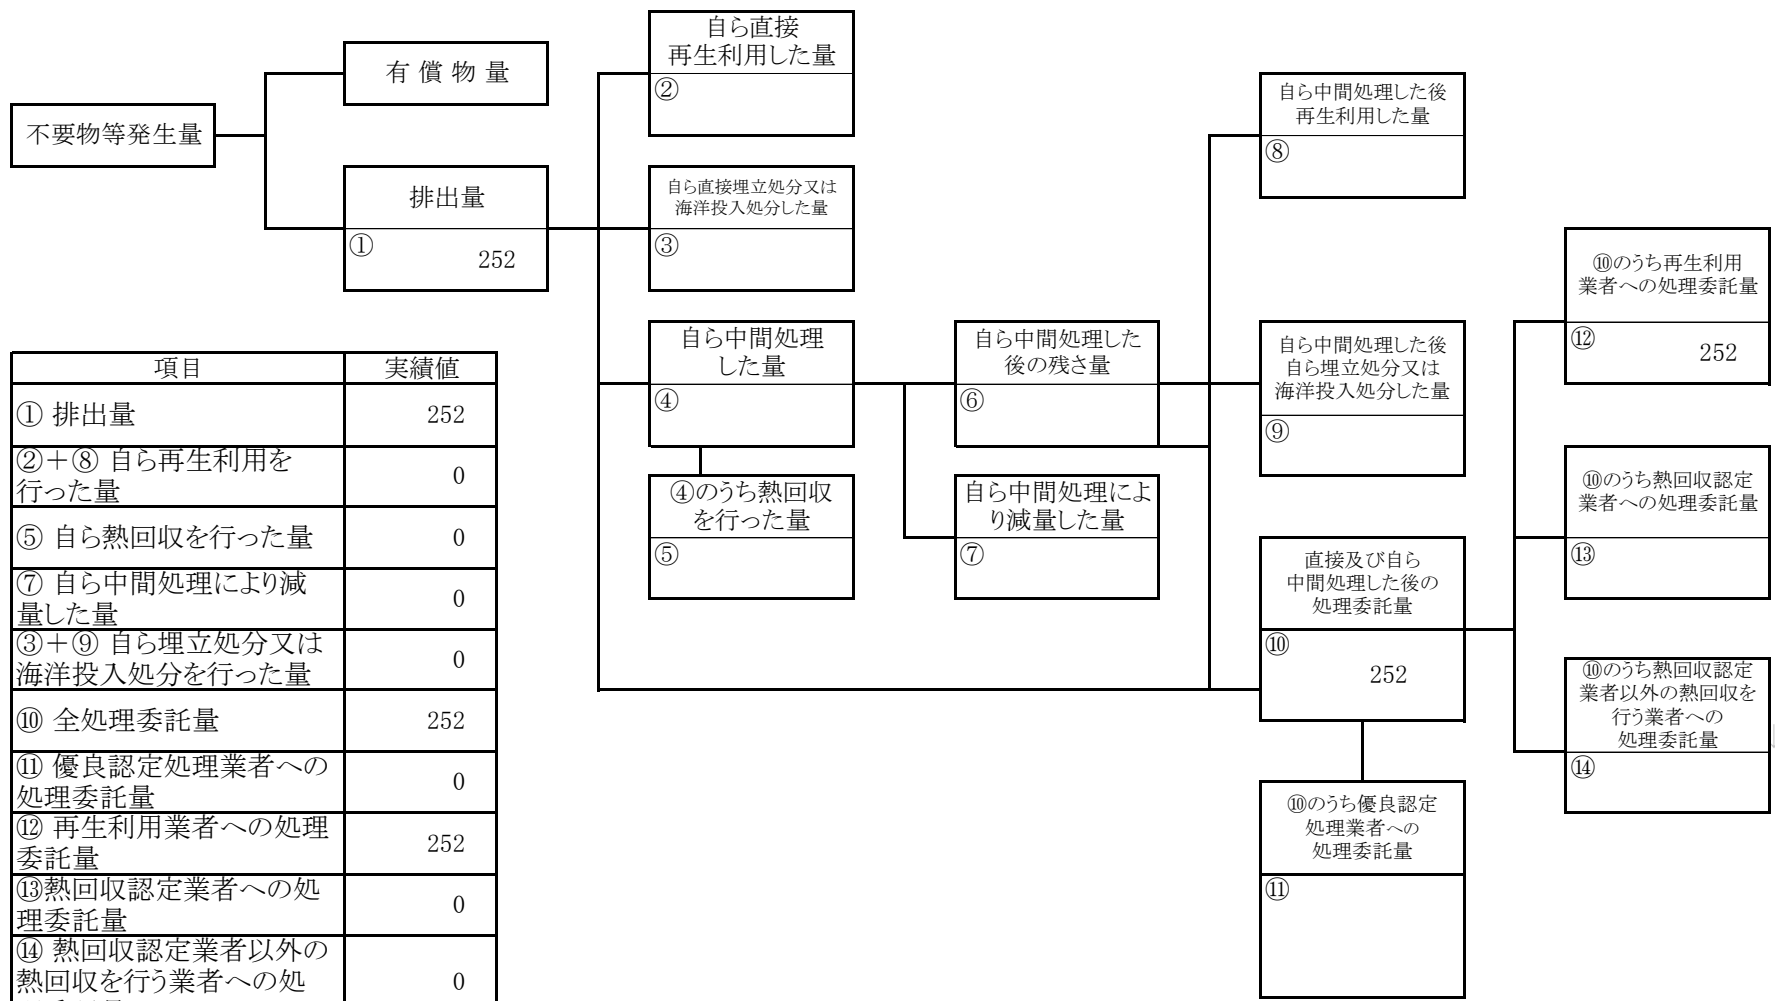 不要物等発生量
有 償 物 量
排出量
①
252
自ら直接
再生利用した量
②
自ら直接埋立処分又は
海洋投入処分した量
③
自ら中間処理
した量
④
④のうち熱回収
を行った量
⑤
自ら中間処理した
後の残さ量
⑥
自ら中間処理によ
り減量した量
⑦
自ら中間処理した後
再生利用した量
⑧
自ら中間処理した後
自ら埋立処分又は
海洋投入処分した量
⑨
直接及び自ら
中間処理した後の
処理委託量
⑩
252
⑩のうち優良認定
処理業者への
処理委託量
⑪
⑩のうち再生利用
業者への処理委託量
⑫
252
⑩のうち熱回収認定
業者への処理委託量
⑬
⑩のうち熱回収認定
業者以外の熱回収を
行う業者への
処理委託量
⑭
項目 実績値
① 排出量 252
②＋⑧ 自ら再生利用を
行った量 0
⑤ 自ら熱回収を行った量 0
⑦ 自ら中間処理により減
量した量 0
③＋⑨ 自ら埋立処分又は
海洋投入処分を行った量 0
⑩ 全処理委託量 252
⑪ 優良認定処理業者への
処理委託量 0
⑫ 再生利用業者への処理
委託量 252
⑬熱回収認定業者への処
理委託量 0
⑭ 熱回収認定業者以外の
熱回収を行う業者への処 0